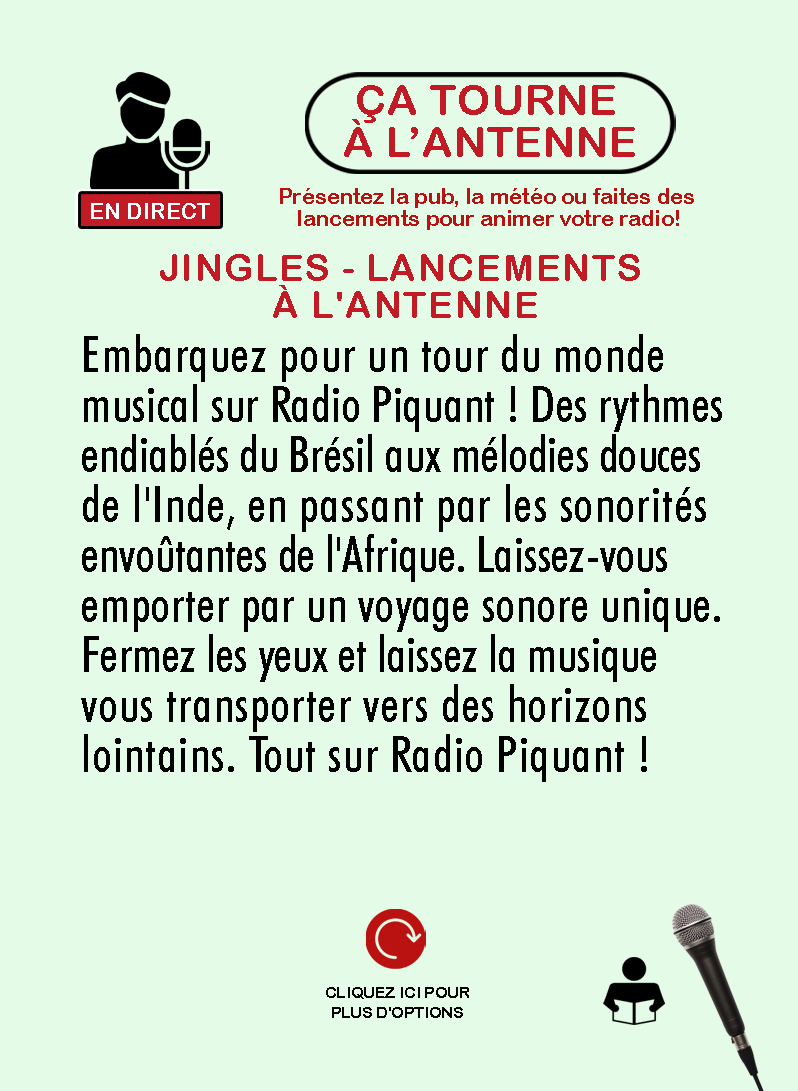 ÇA TOURNE
À L’ANTENNE
EN DIRECT
Présentez la pub, la météo ou faites des
lancements pour animer votre radio!
JINGLES - LANCEMENTS
À L'ANTENNE
Embarquez pour un tour du monde
musical sur Radio Piquant ! Des rythmes
endiablés du Brésil aux mélodies douces
de l'Inde, en passant par les sonorités
envoûtantes de l'Afrique. Laissez-vous
emporter par un voyage sonore unique.
Fermez les yeux et laissez la musique
vous transporter vers des horizons
lointains. Tout sur Radio Piquant !
CLIQUEZ ICI POUR
PLUS D'OPTIONS